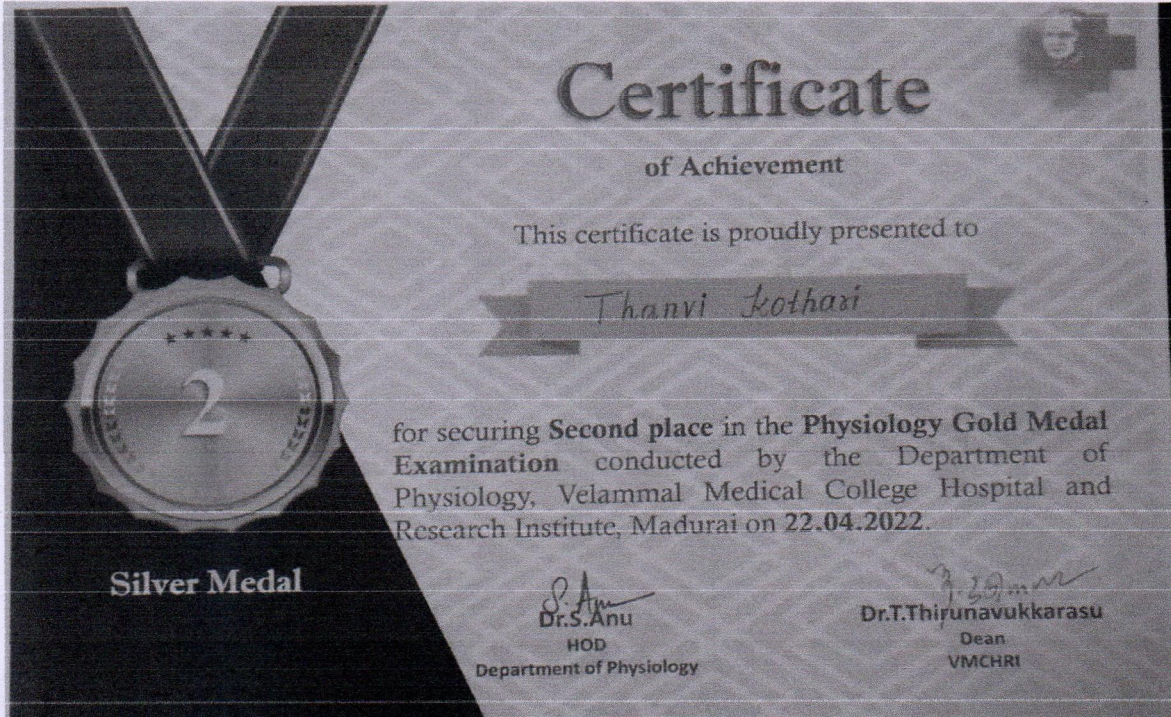 Certificate
of Achievement
This certificate is proudly presented to
Thanvi Kothari
2
for securing Second place in the Physiology Gold Medal
Examination conducted by the Department of
Physiology, Velammal Medical College Hospital and
Research Institute, Madurai on 22.04.2022.
Silver Medal
S. Anu
Dr.S.Anu
HOD
Department of Physiology
Dr.T.Thirunavukkarasu
Dean
VMCHRI